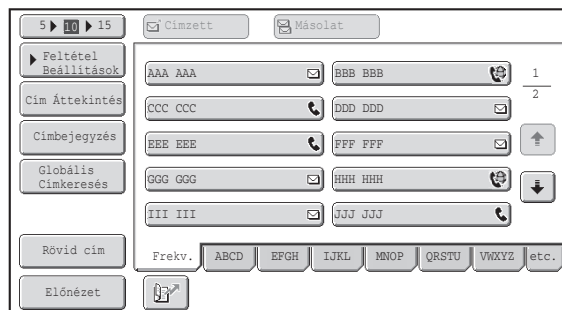 5 10 15
Címzett
Másolat
Feltétel
Beállítások
Cím Áttekintés
Címbejegyzés
Globális
Címkeresés
Rövid cím
Előnézet
AAA AAA
BBB BBB
CCC CCC
DDD DDD
EEE EEE
FFF FFF
GGG GGG
HHH HHH
III III
JJJ JJJ
1
2
Frekv.
ABCD
EFGH
IJKL
MNOP
QRSTU
VWXYZ
etc.